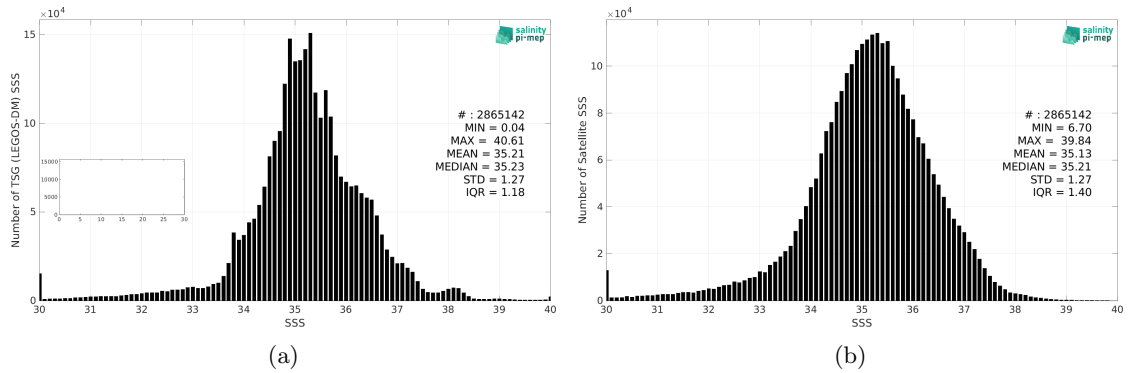 ×10⁴
salinity
pi-mep
15
10
5
0
Number of TSG (LEGOS-DM) SSS
# : 2865142
MIN = 0.04
MAX = 40.61
MEAN = 35.21
MEDIAN = 35.23
STD = 1.27
IQR = 1.18
15000
10000
5000
0
0 5 10 15 20 25 30
30 31 32 33 34 35 36 37 38 39 40
SSS
(a)
×10⁴
salinity
pi-mep
10
8
6
4
2
0
Number of Satellite SSS
# : 2865142
MIN = 6.70
MAX = 39.84
MEAN = 35.13
MEDIAN = 35.21
STD = 1.27
IQR = 1.40
30 31 32 33 34 35 36 37 38 39 40
SSS
(b)